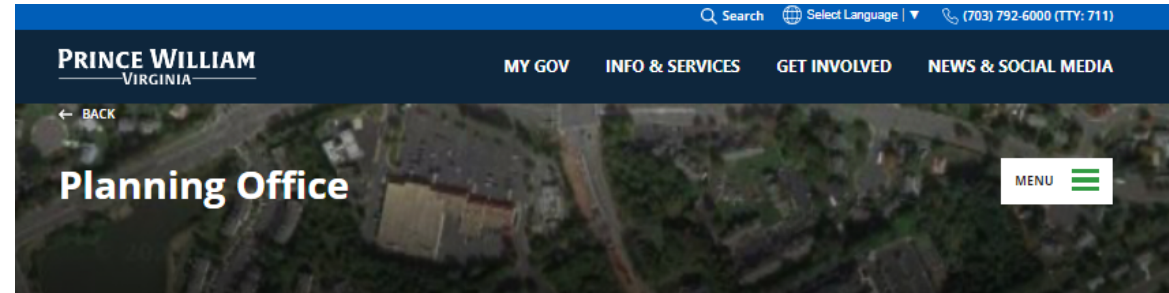 Search Select Language | ▼ (703) 792-6000 (TTY: 711)
PRINCE WILLIAM
VIRGINIA
MY GOV INFO & SERVICES GET INVOLVED NEWS & SOCIAL MEDIA
← BACK
Planning Office
MENU